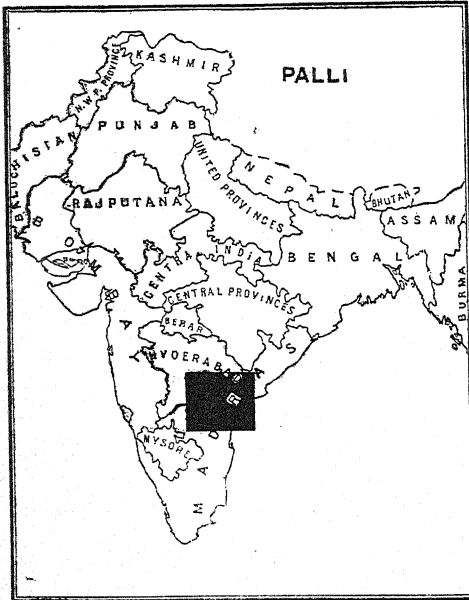 PALLI
KASHMIR
N.W.F. PROVINCE
PUNJAB
BALUCHISTAN
UNITED PROVINCES
NEPAL
BHUTAN
RAJPUTANA
ASSAM
BOMBAY
CENTRAL INDIA
BENGAL
BURMA
CENTRAL PROVINCES
BERAR
MYSORE